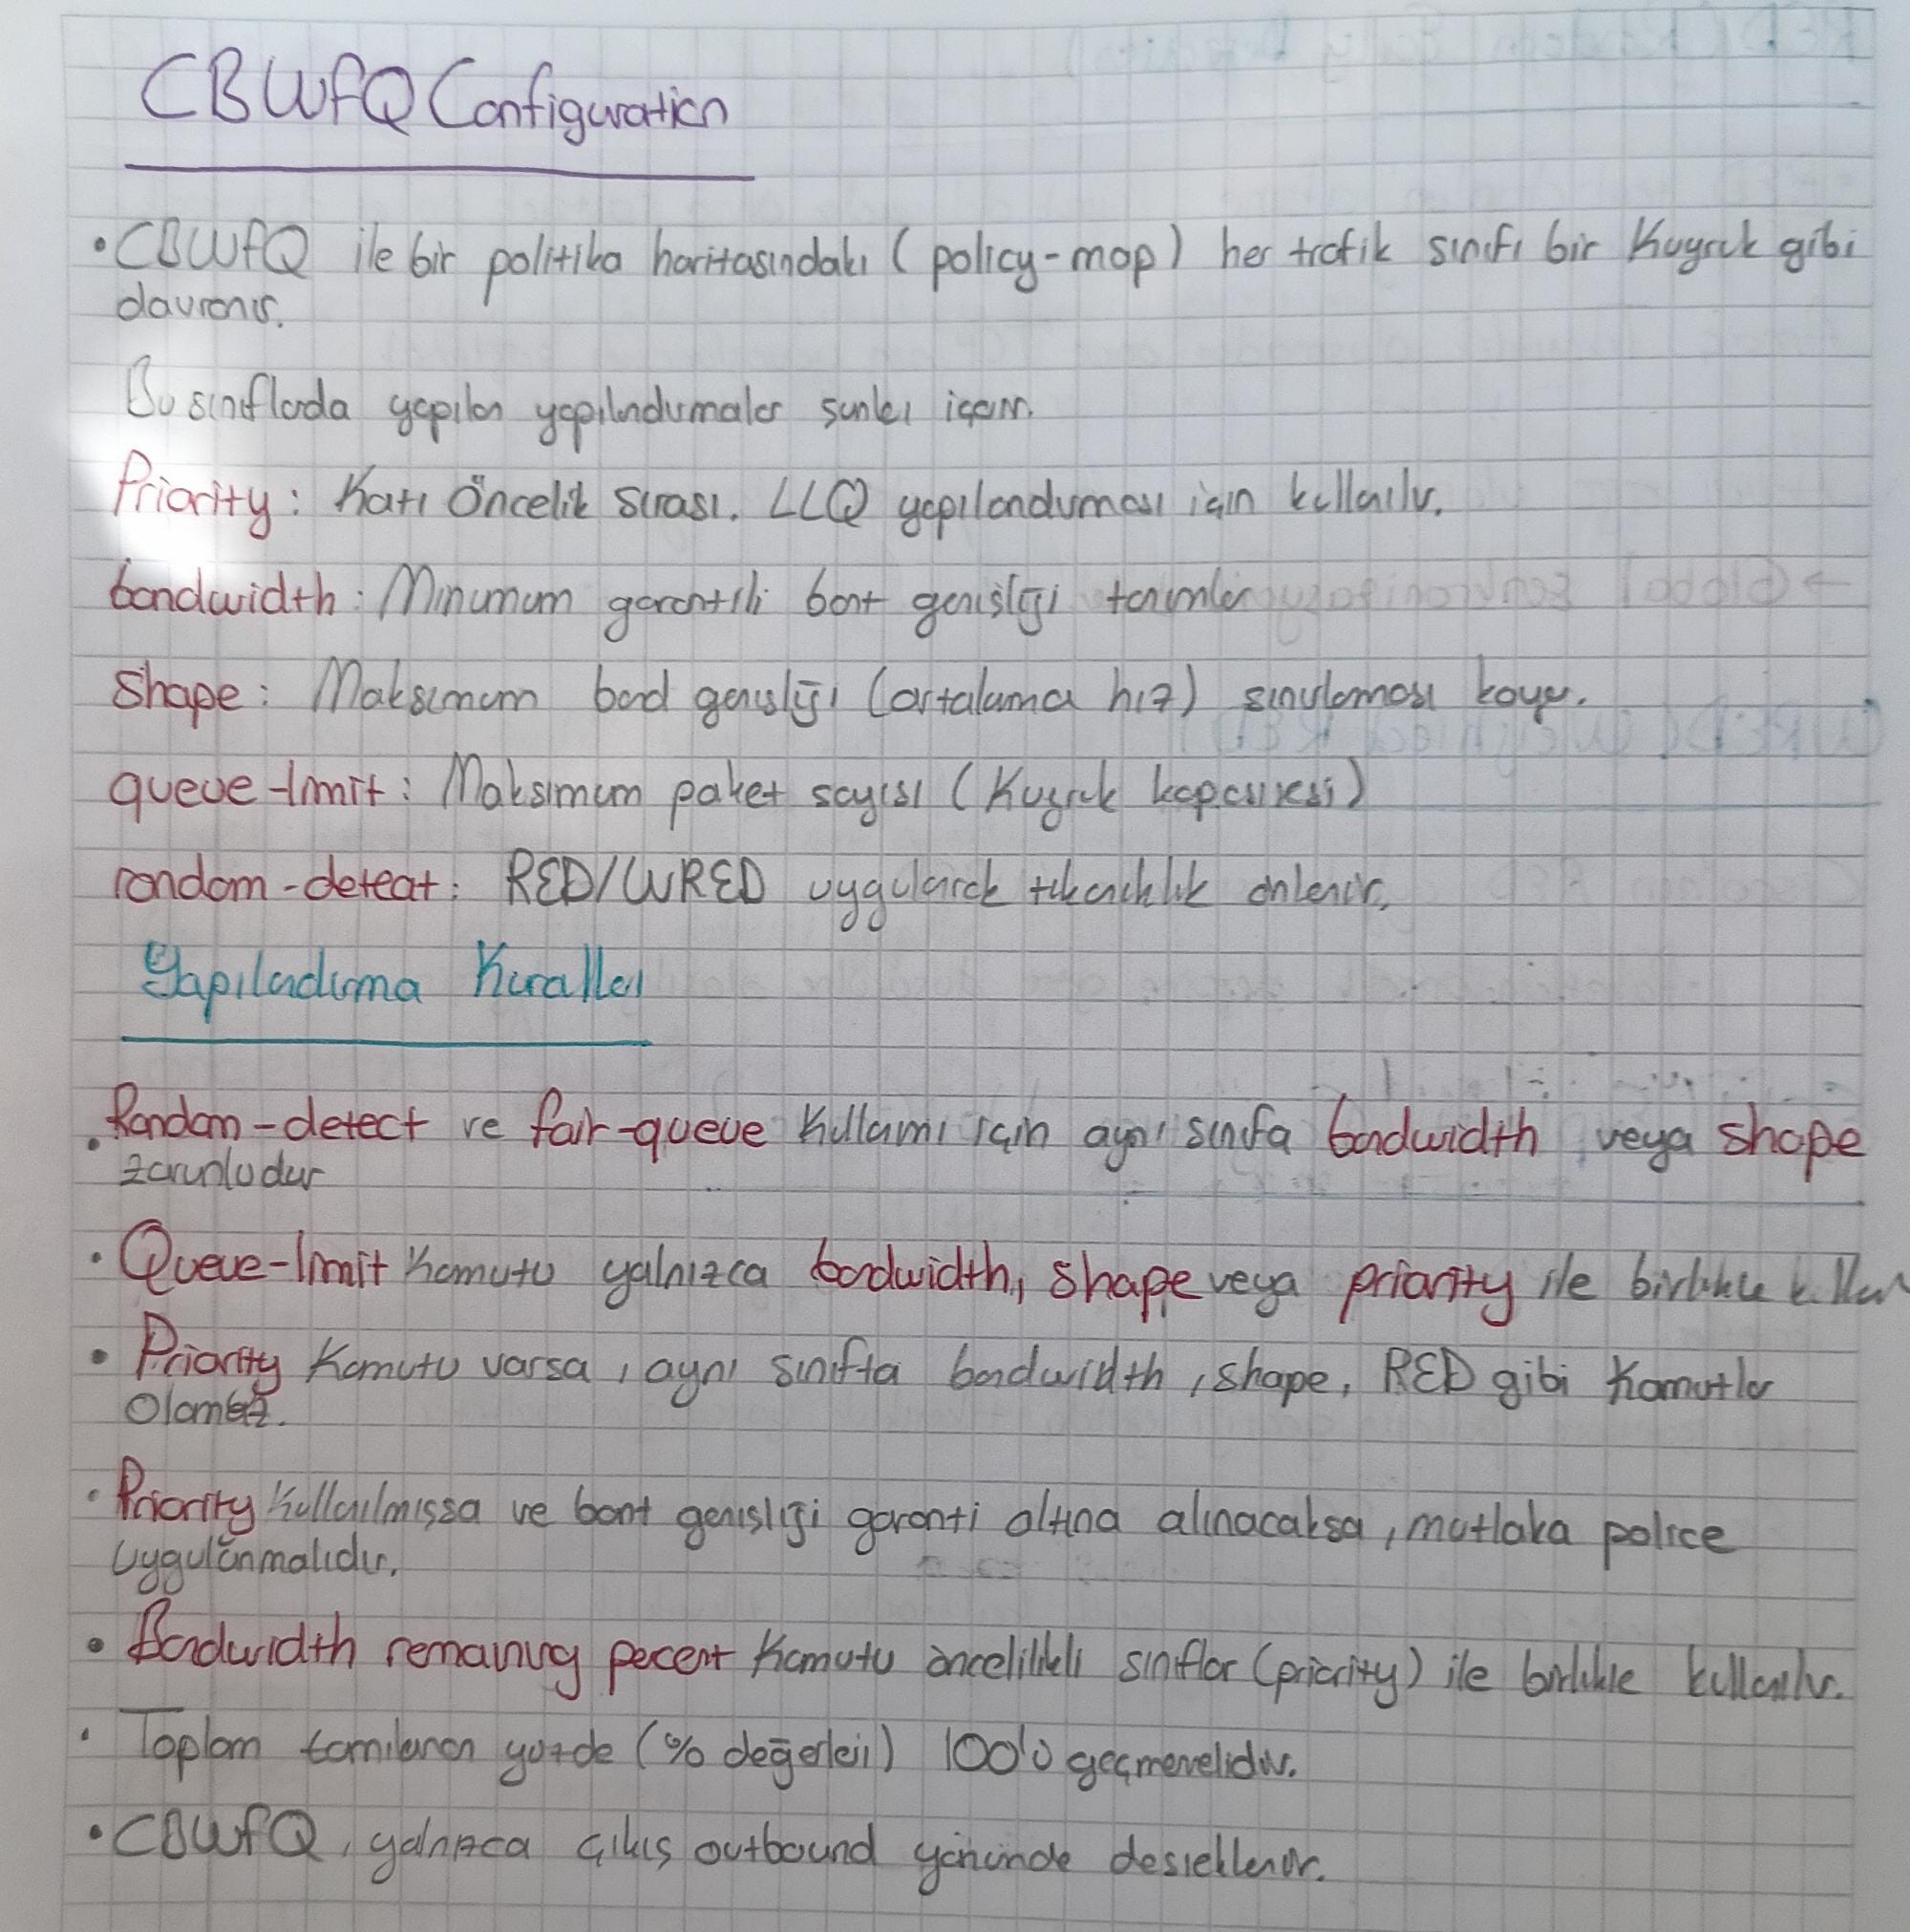 CBWFQ Configuration
• CBWFQ ile bir politika haritasındaki (policy-map) her trafik sınıfı bir kuyruk gibi
davranır.
Bu sınıflarda yapılan yapılandırmalar şunları içerir.
Priority: Katı Öncelik Sırası. LLQ yapılandırması için kullanılır.
bandwidth: Minumum garantili bant genişliği tanımlar
Shape: Maksimum band genişliği (ortalama hız) sınırlaması koyar.
queue-limit: Maksimum paket sayısı (Kuyruk kapasitesi)
random-detect: RED/WRED uygularak tıkanıklık önlenir.
Yapılandırma Kuralları
• Random-detect ve fair-queue kullanımı için aynı sınıfa bandwidth veya shape
zorunludur
• Queue-limit Komutu yalnızca bandwidth, shape veya priority ile birlikte
• Priority Komutu varsa, aynı sınıfta bandwidth, shape, RED gibi Komutlar
Olamaz.
• Priority kullanılmışsa ve bant genişliği garanti altına alınacaksa, mutlaka police
uygulanmalıdır.
• Bandwidth remaining pecent Komutu öncelikli sınıflar (priority) ile birlikte kullanılır.
• Toplam tanımlanan yüzde (% değerleri) 100'ü geçmemelidir.
• CBWFQ, yalnızca çıkış outbound yönünde desteklenir.